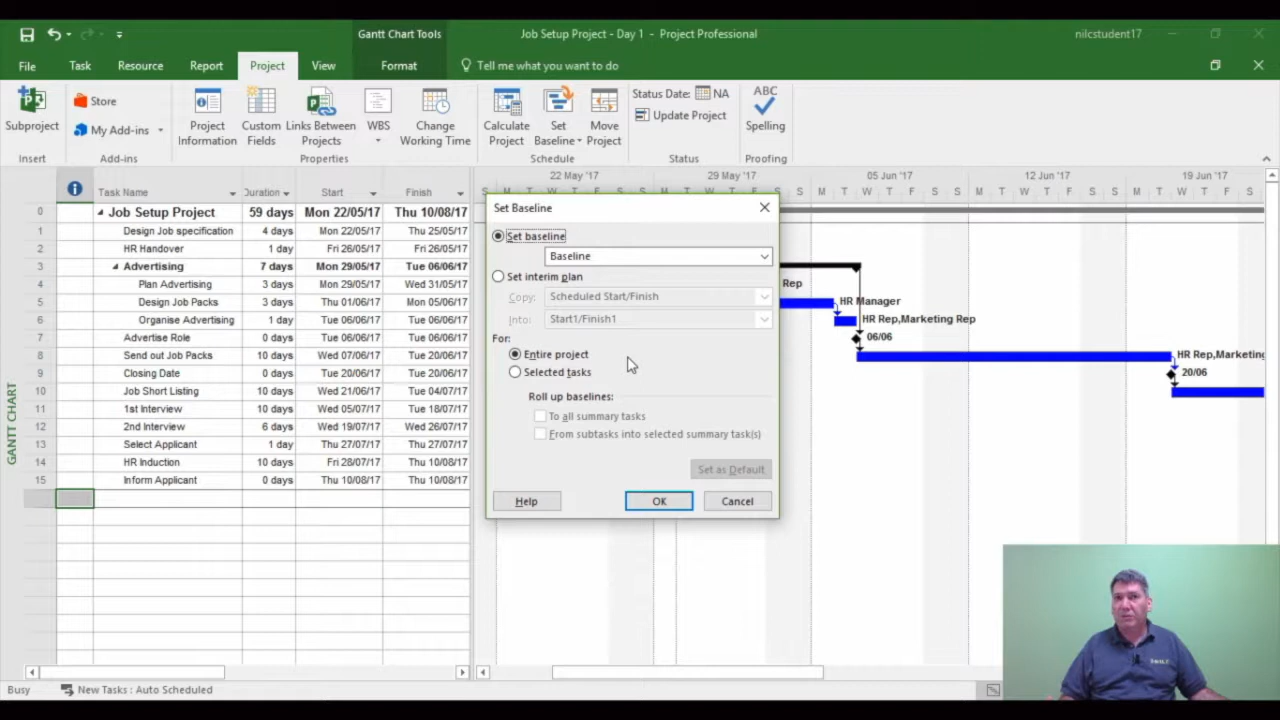 Gantt Chart Tools
Job Setup Project - Day 1 - Project Professional
nilcstudent17
File Task Resource Report Project View Format Tell me what you want to do
Subproject
Store
My Add-ins
Project Information
Custom Fields
Links Between Projects
WBS
Change Working Time
Calculate Project
Set Baseline
Move Project
Status Date: NA
Update Project
ABC
Spelling
Insert Add-ins Properties Schedule Status Proofing
22 May '17 29 May '17 05 Jun '17 12 Jun '17 19 Jun '17
Task Name Duration Start Finish
S M T W T F S S M T W T F S S M T W T F S S M T W T F S S M T W T F S
0 Job Setup Project 59 days Mon 22/05/17 Thu 10/08/17
1 Design Job specification 4 days Mon 22/05/17 Thu 25/05/17
2 HR Handover 1 day Fri 26/05/17 Fri 26/05/17
3 Advertising 7 days Mon 29/05/17 Tue 06/06/17
4 Plan Advertising 3 days Mon 29/05/17 Wed 31/05/17
5 Design Job Packs 3 days Thu 01/06/17 Mon 05/06/17
6 Organise Advertising 1 day Tue 06/06/17 Tue 06/06/17
7 Advertise Role 0 days Tue 06/06/17 Tue 06/06/17
8 Send out Job Packs 10 days Wed 07/06/17 Tue 20/06/17
9 Closing Date 0 days Tue 20/06/17 Tue 20/06/17
10 Job Short Listing 10 days Wed 21/06/17 Tue 04/07/17
11 1st Interview 10 days Wed 05/07/17 Tue 18/07/17
12 2nd Interview 6 days Wed 19/07/17 Wed 26/07/17
13 Select Applicant 1 day Thu 27/07/17 Thu 27/07/17
14 HR Induction 10 days Fri 28/07/17 Thu 10/08/17
15 Inform Applicant 0 days Thu 10/08/17 Thu 10/08/17
GANTT CHART
Set Baseline
Set baseline
Baseline
Set interim plan
Copy: Scheduled Start/Finish
Into: Start1/Finish1
For:
Entire project
Selected tasks
Roll up baselines:
To all summary tasks
From subtasks into selected summary task(s)
Set as Default
Help OK Cancel
Rep
HR Manager
HR Rep,Marketing Rep
06/06
HR Rep,Marketing
20/06
Busy New Tasks : Auto Scheduled